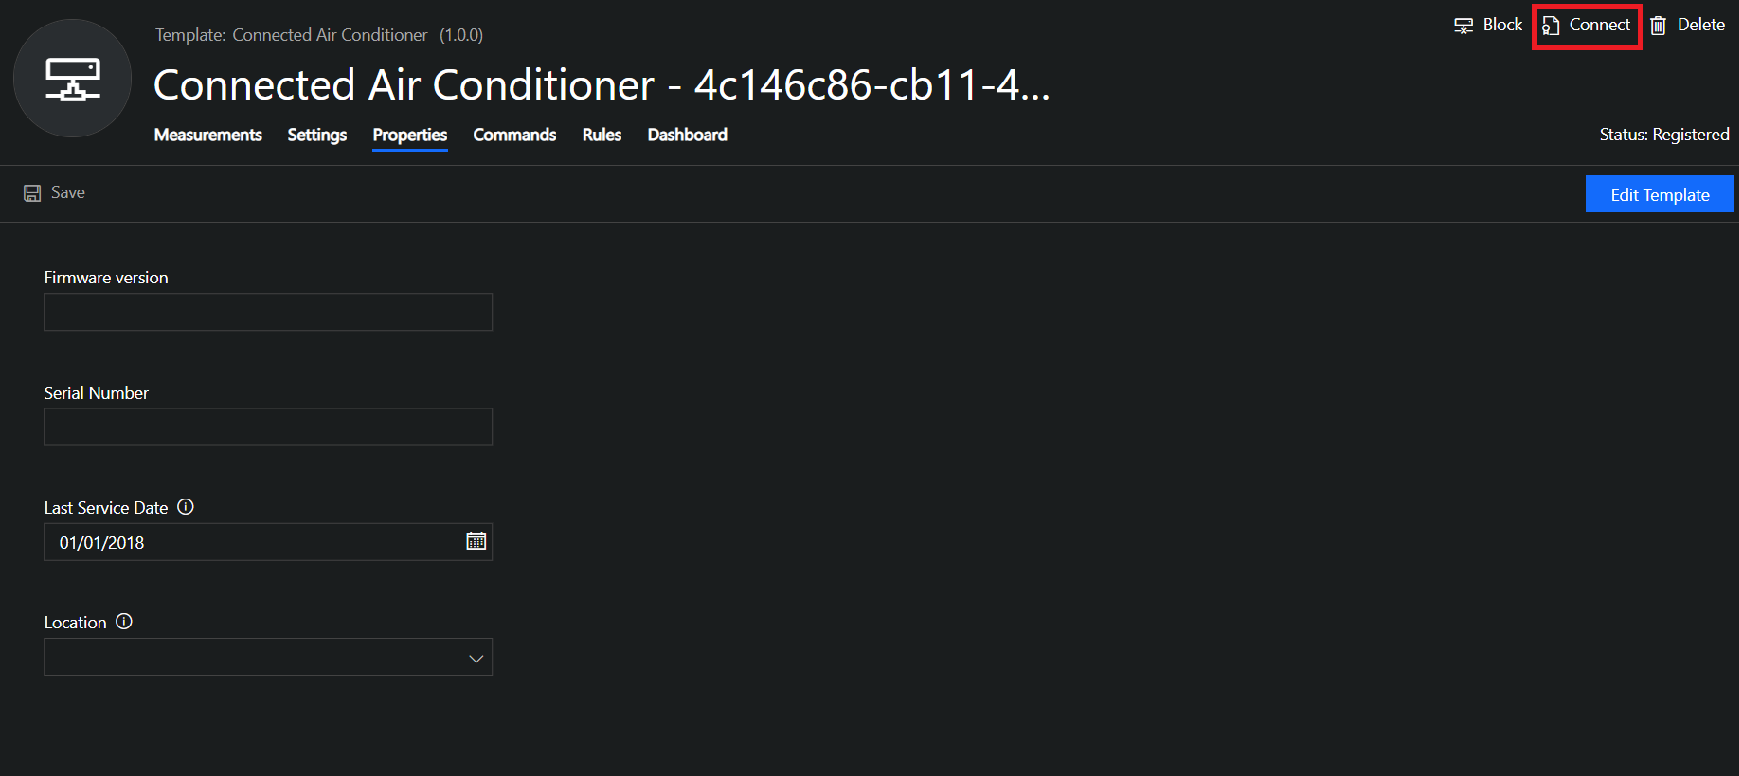 Template: Connected Air Conditioner (1.0.0)
Block Connect Delete
Connected Air Conditioner - 4c146c86-cb11-4...
Measurements Settings Properties Commands Rules Dashboard
Status: Registered
Save
Edit Template
Firmware version
Serial Number
Last Service Date
01/01/2018
Location